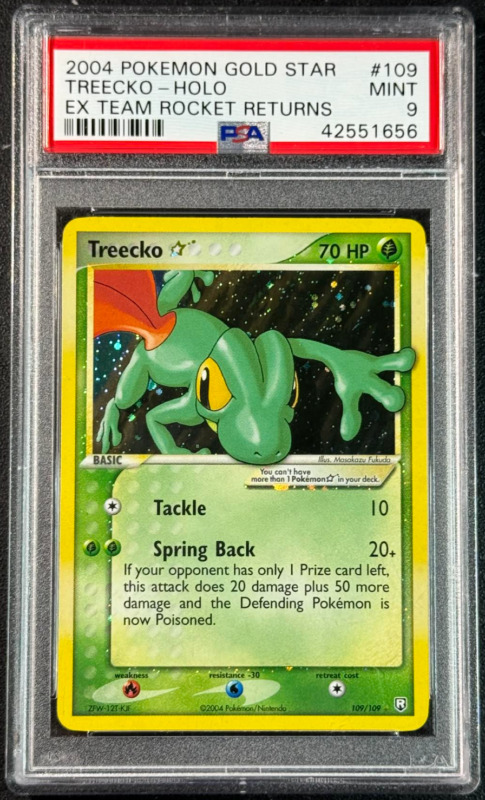 2004 POKEMON GOLD STAR #109
TREECKO - HOLO MINT
EX TEAM ROCKET RETURNS 9
PSA 42551656
Treecko 70 HP
BASIC Illus. Masakazu Fukuda
You can't have
more than 1 Pokémon☆ in your deck.
Tackle 10
Spring Back 20+
If your opponent has only 1 Prize card left,
this attack does 20 damage plus 50 more
damage and the Defending Pokémon is
now Poisoned.
weakness resistance -30 retreat cost
ZFW-12T-KJF ©2004 Pokémon/Nintendo 109/109 R